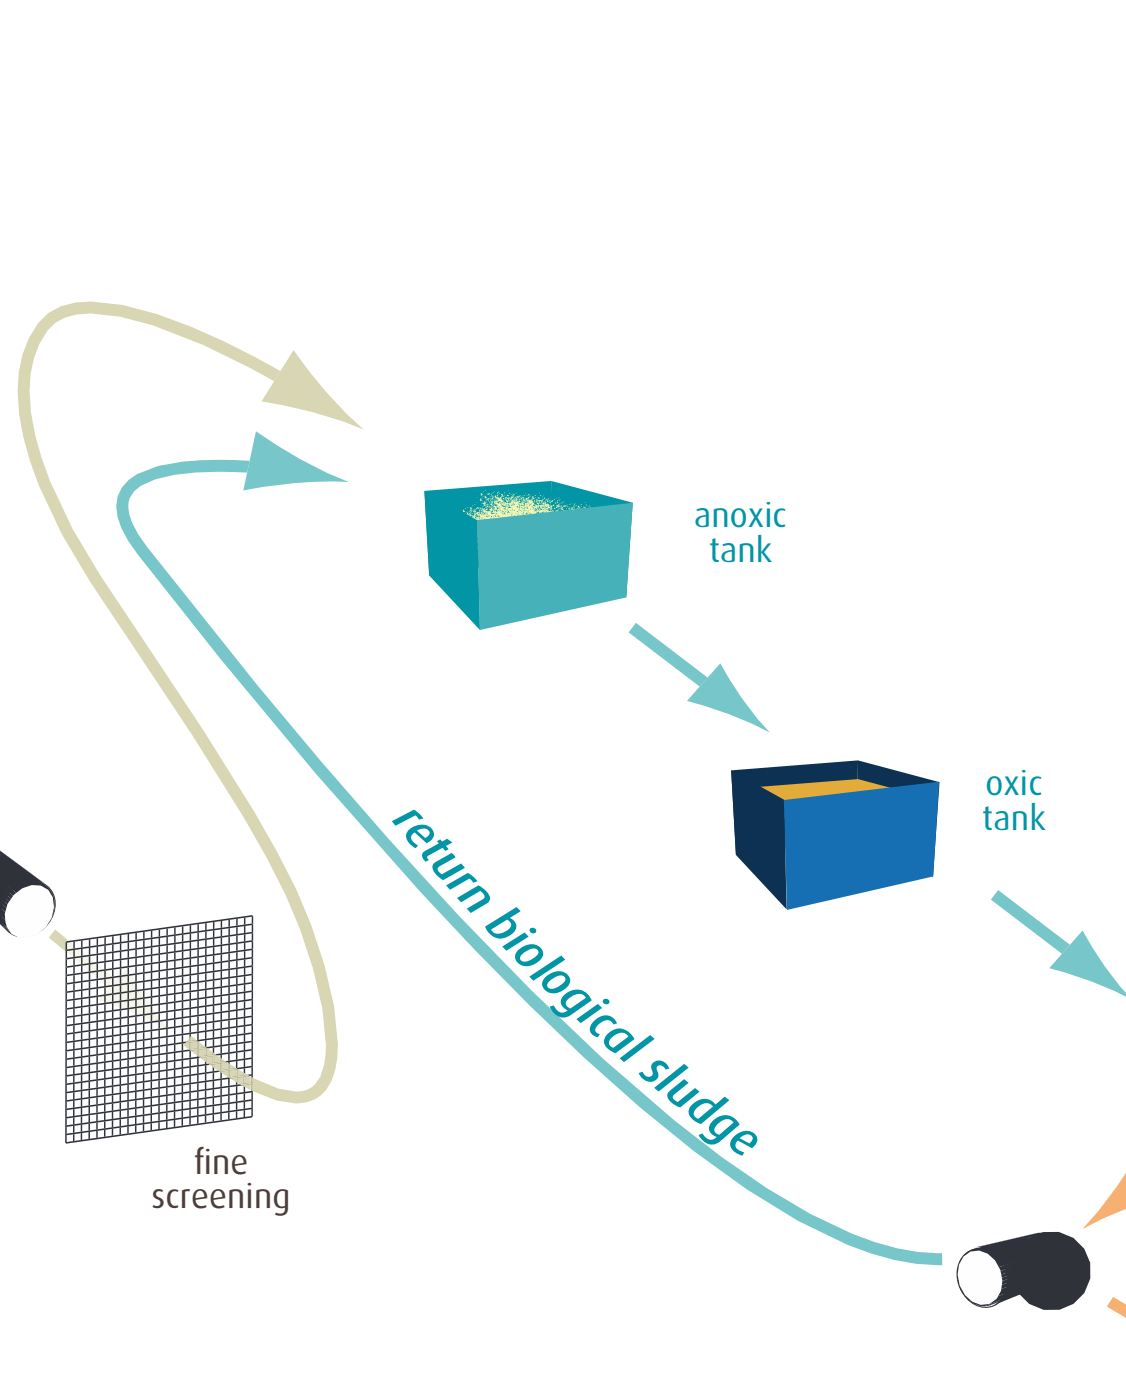 anoxic
tank
oxic
tank
return biological sludge
fine
screening